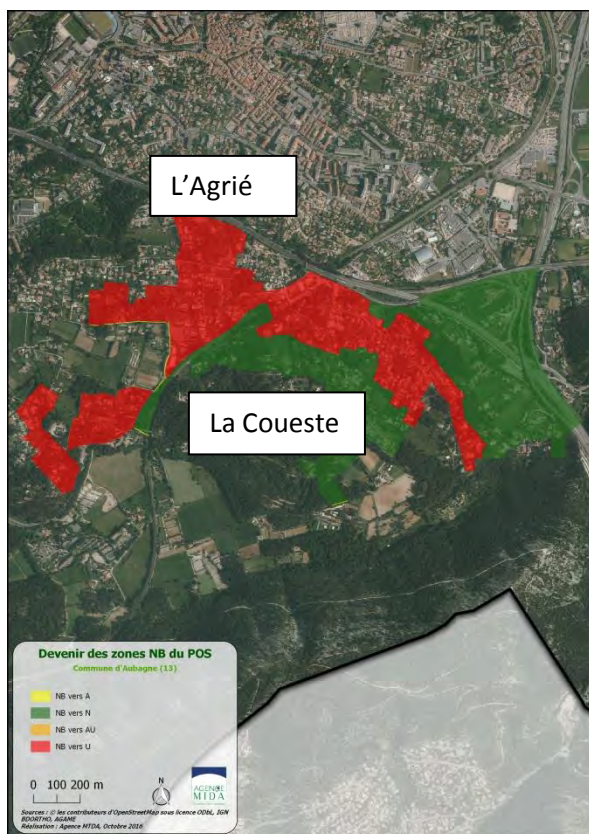 L'Agrié
La Coueste
Devenir des zones NB du POS
Commune d'Aubagne (13)
NB vers A
NB vers N
NB vers AU
NB vers U
0 100 200 m
N
AGENCE
MTDA
Sources : © les contributeurs d'OpenStreetMap sous licence ODbL, IGN
BDORTHO, AGAME
Réalisation : Agence MTDA, Octobre 2016